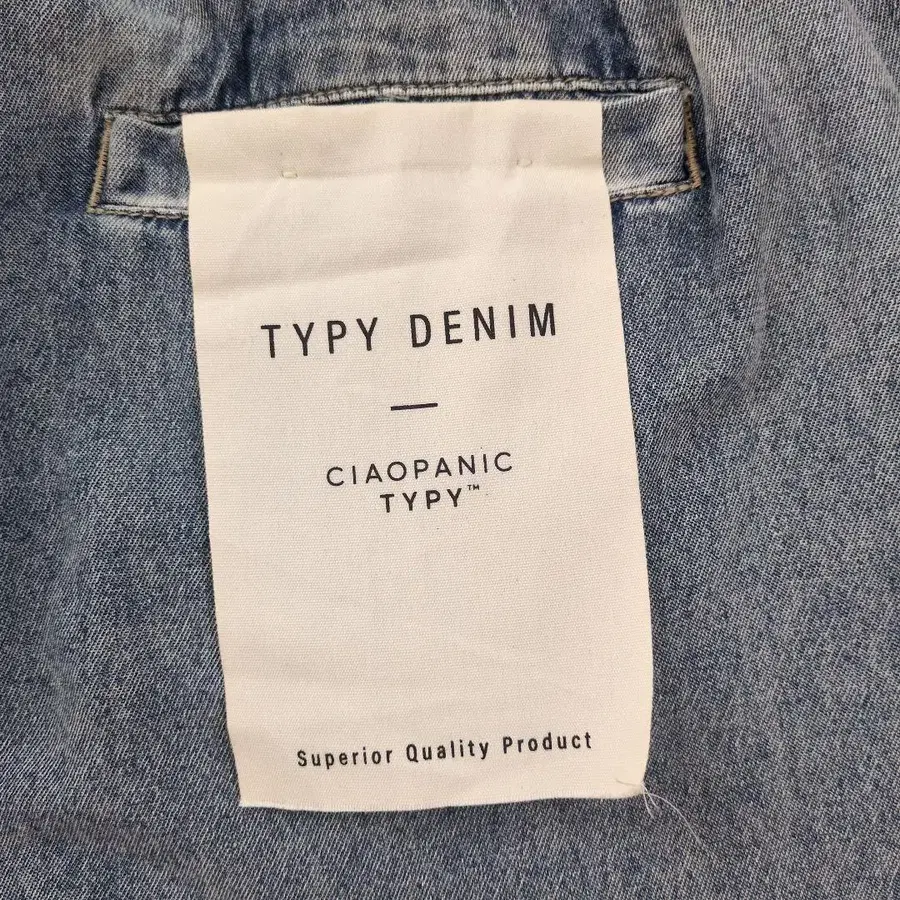 TYPY DENIM
CIAOPANIC
TYPY™
Superior Quality Product